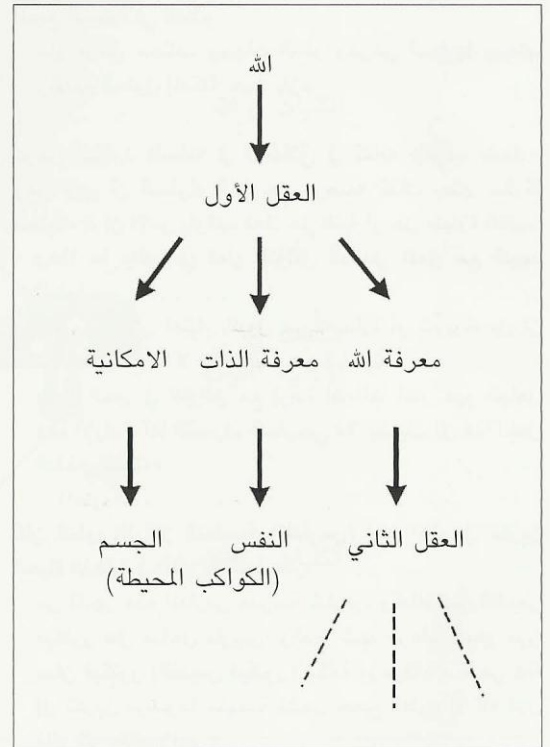 الله
العقل الأول
معرفة الله معرفة الذات الامكانية
العقل الثاني النفس الجسم
(الكواكب المحيطة)